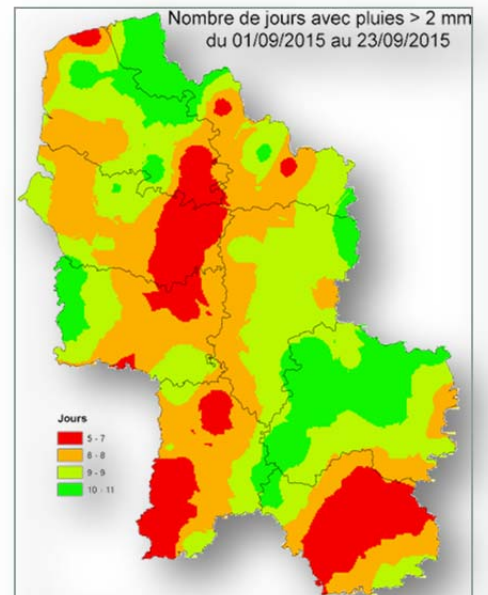 Nombre de jours avec pluies > 2 mm
du 01/09/2015 au 23/09/2015
Jours
5 - 7
8 - 8
9 - 9
10 - 11